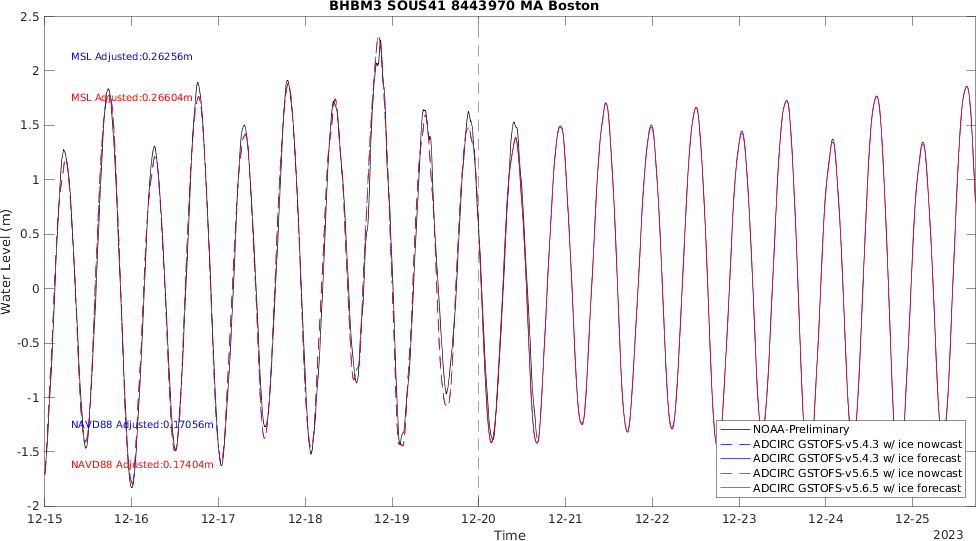 BHBM3 SOUS41 8443970 MA Boston
2.5
2
1.5
1
0.5
0
-0.5
-1
-1.5
-2
Water Level (m)
MSL Adjusted:0.26256m
MSL Adjusted:0.26604m
NAVD88 Adjusted:0.17056m
NAVD88 Adjusted:0.17404m
NOAA-Preliminary
ADCIRC GSTOFS-v5.4.3 w/ ice nowcast
ADCIRC GSTOFS-v5.4.3 w/ ice forecast
ADCIRC GSTOFS-v5.6.5 w/ ice nowcast
ADCIRC GSTOFS-v5.6.5 w/ ice forecast
12-15 12-16 12-17 12-18 12-19 12-20 12-21 12-22 12-23 12-24 12-25
Time
2023